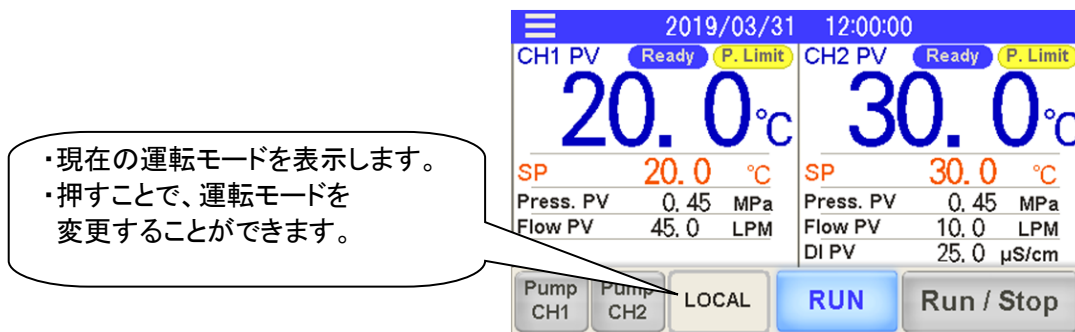 ・現在の運転モードを表示します。
・押すことで、運転モードを
変更することができます。
2019/03/31 12:00:00
CH1 PV Ready P. Limit
20.0℃
SP 20.0 ℃
Press. PV 0.45 MPa
Flow PV 45.0 LPM
CH2 PV Ready P. Limit
30.0℃
SP 30.0 ℃
Press. PV 0.45 MPa
Flow PV 10.0 LPM
DI PV 25.0 μS/cm
Pump
CH1
Pump
CH2
LOCAL
RUN
Run / Stop